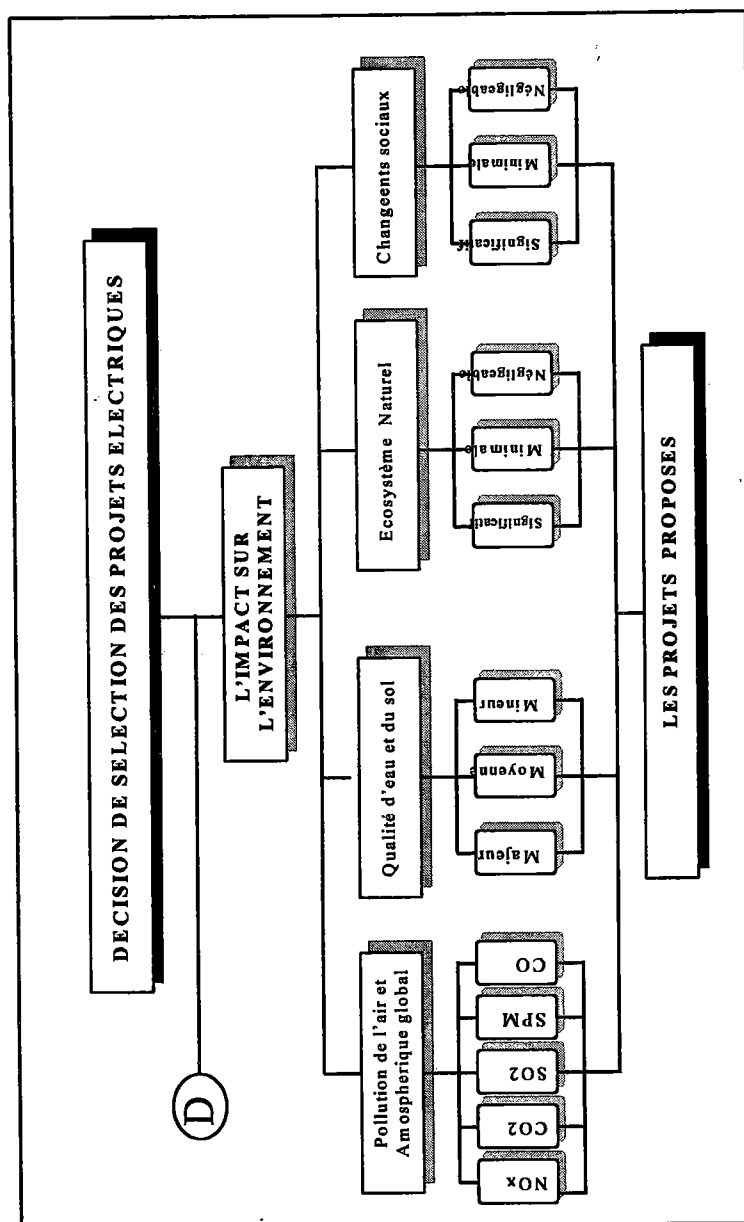 DECISION DE SELECTION DES PROJETS ELECTRIQUES
D
L'IMPACT SUR
L'ENVIRONNEMENT
Pollution de l'air et
Amospherique global
Qualité d'eau et du sol
Ecosystème Naturel
Changeents sociaux
NOx
CO2
SO2
SPM
CO
Majeur
Moyenne
Mineur
Significati
Minimale
Négligeable
Significatif
Minimale
Négligeable
LES PROJETS PROPOSES